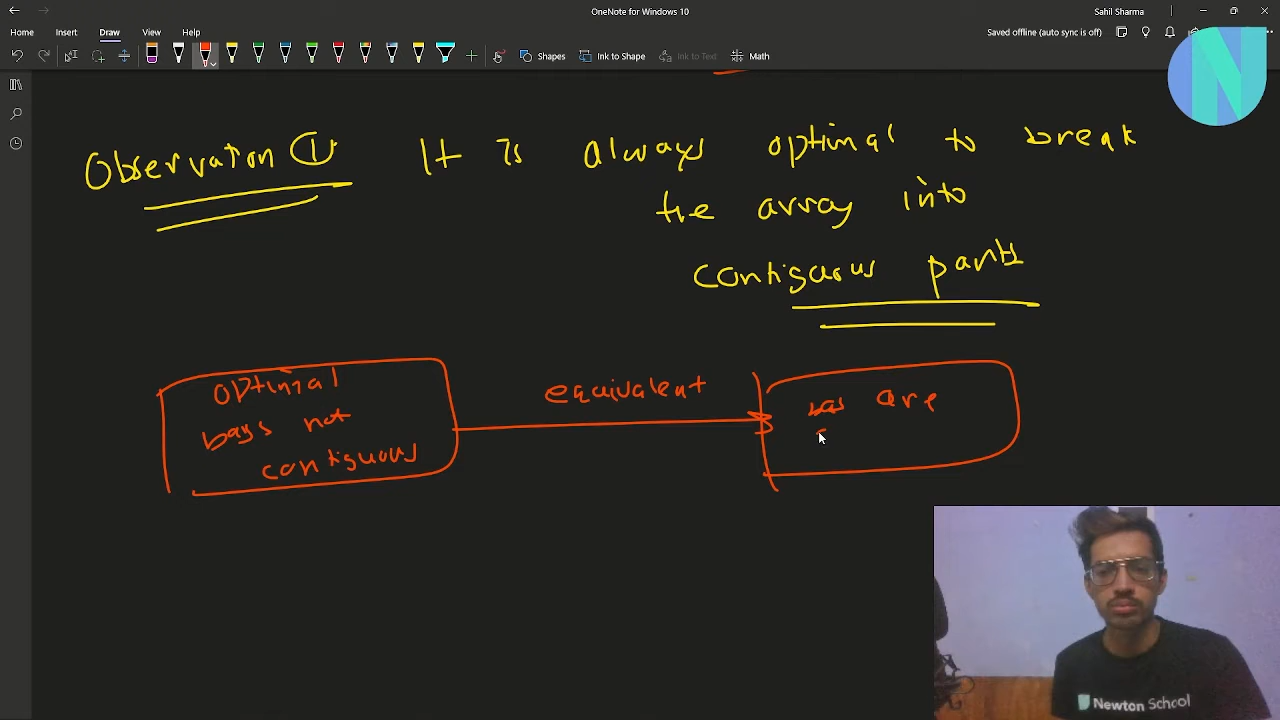 OneNote for Windows 10
Sahil Sharma
Home Insert Draw View Help
Saved offline (auto sync is off)
Shapes Ink to Shape Ink to Text Math
Observaton 1 It is always optimal to break
the array into
contiguous parts
optimal
bags not
contiguous
equivalent
bags are
Newton School